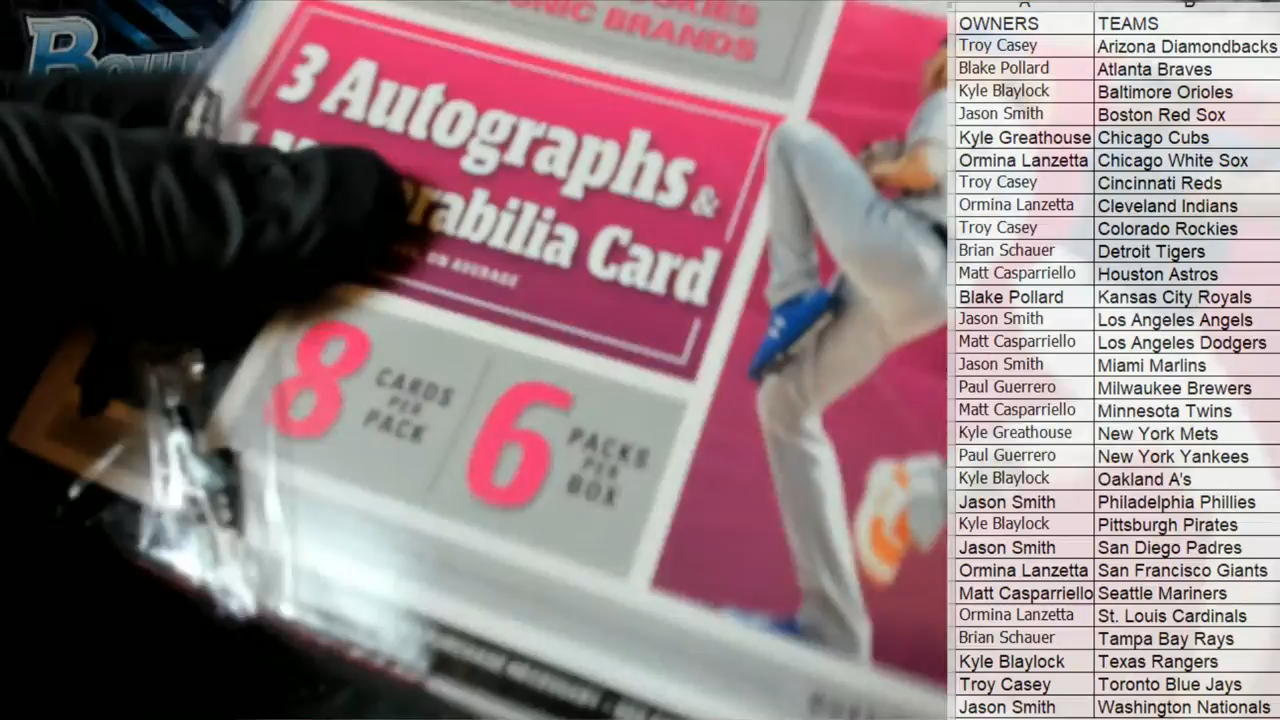 BOW
KIES
ONIC BRANDS
3 Autographs &
rabilia Card
ON AVERAGE
8 CARDS PER PACK
6 PACKS PER BOX
OWNERS TEAMS
Troy Casey Arizona Diamondbacks
Blake Pollard Atlanta Braves
Kyle Blaylock Baltimore Orioles
Jason Smith Boston Red Sox
Kyle Greathouse Chicago Cubs
Ormina Lanzetta Chicago White Sox
Troy Casey Cincinnati Reds
Ormina Lanzetta Cleveland Indians
Troy Casey Colorado Rockies
Brian Schauer Detroit Tigers
Matt Casparriello Houston Astros
Blake Pollard Kansas City Royals
Jason Smith Los Angeles Angels
Matt Casparriello Los Angeles Dodgers
Jason Smith Miami Marlins
Paul Guerrero Milwaukee Brewers
Matt Casparriello Minnesota Twins
Kyle Greathouse New York Mets
Paul Guerrero New York Yankees
Kyle Blaylock Oakland A's
Jason Smith Philadelphia Phillies
Kyle Blaylock Pittsburgh Pirates
Jason Smith San Diego Padres
Ormina Lanzetta San Francisco Giants
Matt Casparriello Seattle Mariners
Ormina Lanzetta St. Louis Cardinals
Brian Schauer Tampa Bay Rays
Kyle Blaylock Texas Rangers
Troy Casey Toronto Blue Jays
Jason Smith Washington Nationals